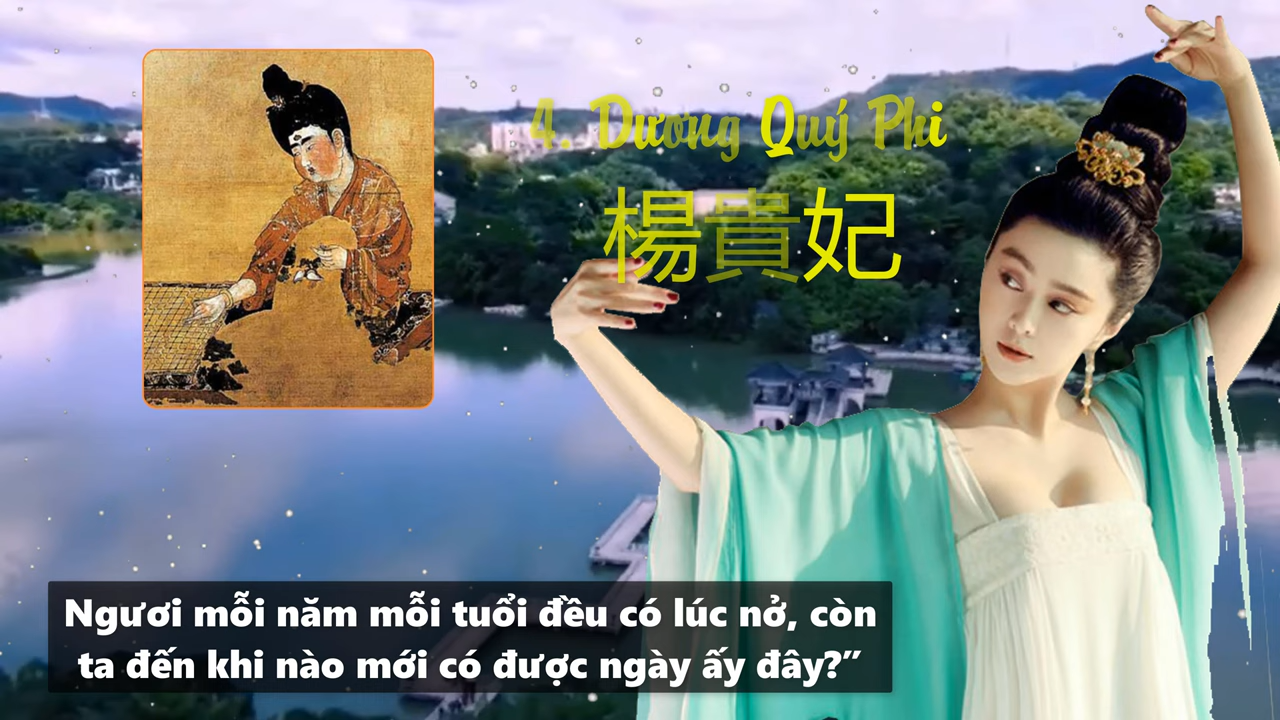 4. Dương Quý Phi
楊貴妃
Ngươi mỗi năm mỗi tuổi đều có lúc nở, còn
ta đến khi nào mới có được ngày ấy đây?”